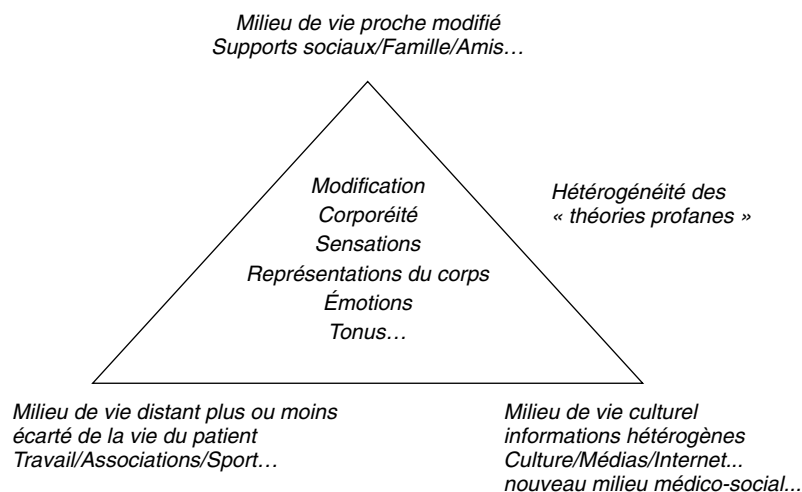 Milieu de vie proche modifié
Supports sociaux/Famille/Amis…
Modification
Corporéité
Sensations
Représentations du corps
Émotions
Tonus…
Hétérogénéité des
« théories profanes »
Milieu de vie distant plus ou moins
écarté de la vie du patient
Travail/Associations/Sport…
Milieu de vie culturel
informations hétérogènes
Culture/Médias/Internet...
nouveau milieu médico-social...